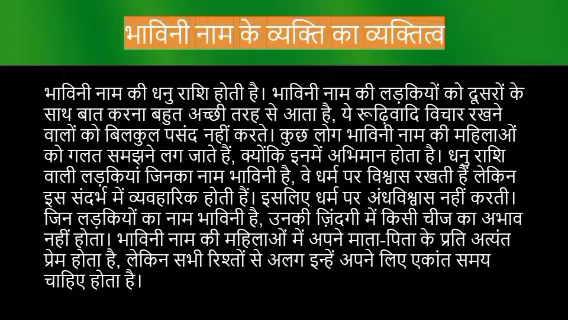 भाविनी नाम के व्यक्ति का व्यक्तित्व
भाविनी नाम की धनु राशि होती है। भाविनी नाम की लड़कियों को दूसरों के
साथ बात करना बहुत अच्छी तरह से आता है, ये रूढ़िवादि विचार रखने
वालों को बिलकुल पसंद नहीं करते। कुछ लोग भाविनी नाम की महिलाओं
को गलत समझने लग जाते हैं, क्योंकि इनमें अभिमान होता है। धनु राशि
वाली लड़कियां जिनका नाम भाविनी है, वे धर्म पर विश्वास रखती हैं लेकिन
इस संदर्भ में व्यवहारिक होती हैं। इसलिए धर्म पर अंधविश्वास नहीं करती।
जिन लड़कियों का नाम भाविनी है, उनकी ज़िंदगी में किसी चीज का अभाव
नहीं होता। भाविनी नाम की महिलाओं में अपने माता-पिता के प्रति अत्यंत
प्रेम होता है, लेकिन सभी रिश्तों से अलग इन्हें अपने लिए एकांत समय
चाहिए होता है।